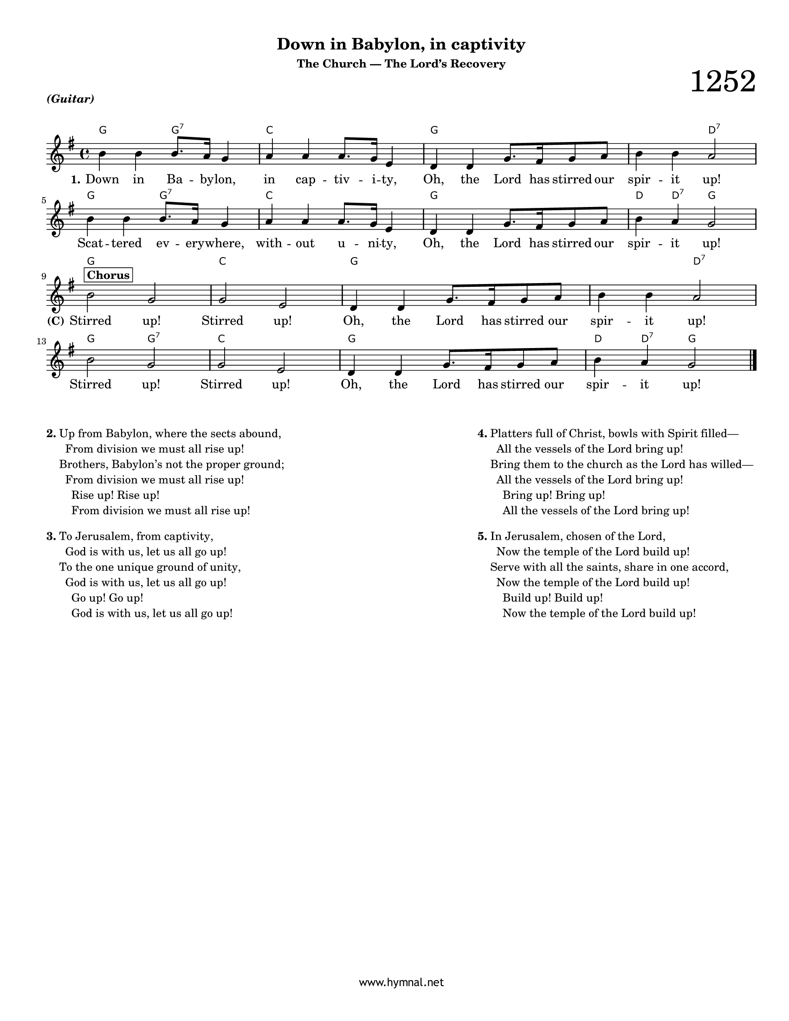 Down in Babylon, in captivity
The Church — The Lord's Recovery
1252
(Guitar)
G G7 C G D7
1. Down in Ba - bylon, in cap - tiv - i-ty, Oh, the Lord has stirred our spir - it up!
5
G G7 C G D D7 G
Scat - tered ev - erywhere, with - out u - nity, Oh, the Lord has stirred our spir - it up!
9
G C G D7
Chorus
(C) Stirred up! Stirred up! Oh, the Lord has stirred our spir - it up!
13
G G7 C G D D7 G
Stirred up! Stirred up! Oh, the Lord has stirred our spir - it up!
2. Up from Babylon, where the sects abound,
From division we must all rise up!
Brothers, Babylon's not the proper ground;
From division we must all rise up!
Rise up! Rise up!
From division we must all rise up!
3. To Jerusalem, from captivity,
God is with us, let us all go up!
To the one unique ground of unity,
God is with us, let us all go up!
Go up! Go up!
God is with us, let us all go up!
4. Platters full of Christ, bowls with Spirit filled—
All the vessels of the Lord bring up!
Bring them to the church as the Lord has willed—
All the vessels of the Lord bring up!
Bring up! Bring up!
All the vessels of the Lord bring up!
5. In Jerusalem, chosen of the Lord,
Now the temple of the Lord build up!
Serve with all the saints, share in one accord,
Now the temple of the Lord build up!
Build up! Build up!
Now the temple of the Lord build up!
www.hymnal.net